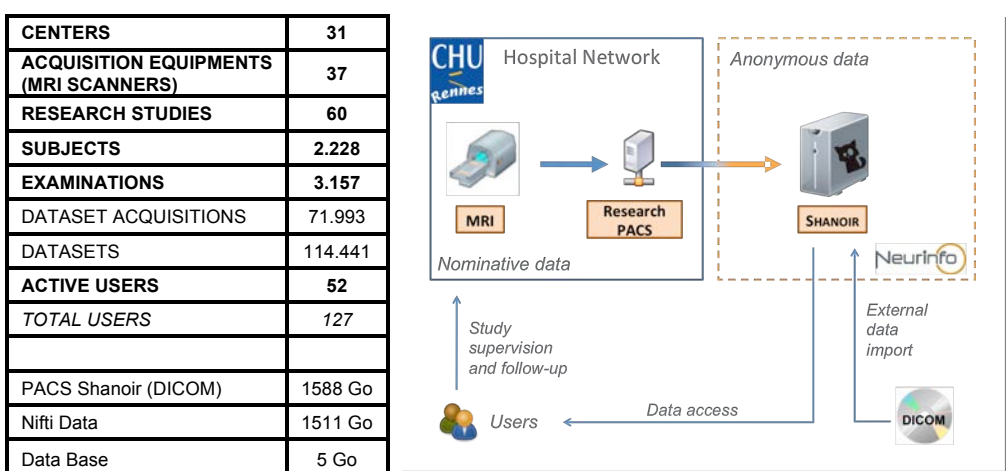 CENTERS 31
ACQUISITION EQUIPMENTS
(MRI SCANNERS) 37
RESEARCH STUDIES 60
SUBJECTS 2.228
EXAMINATIONS 3.157
DATASET ACQUISITIONS 71.993
DATASETS 114.441
ACTIVE USERS 52
TOTAL USERS 127
PACS Shanoir (DICOM) 1588 Go
Nifti Data 1511 Go
Data Base 5 Go
CHU
Rennes
Hospital Network
Anonymous data
MRI
Research
PACS
SHANOIR
Nominative data
Neurinfo
Study
supervision
and follow-up
External
data
import
Users
Data access
DICOM